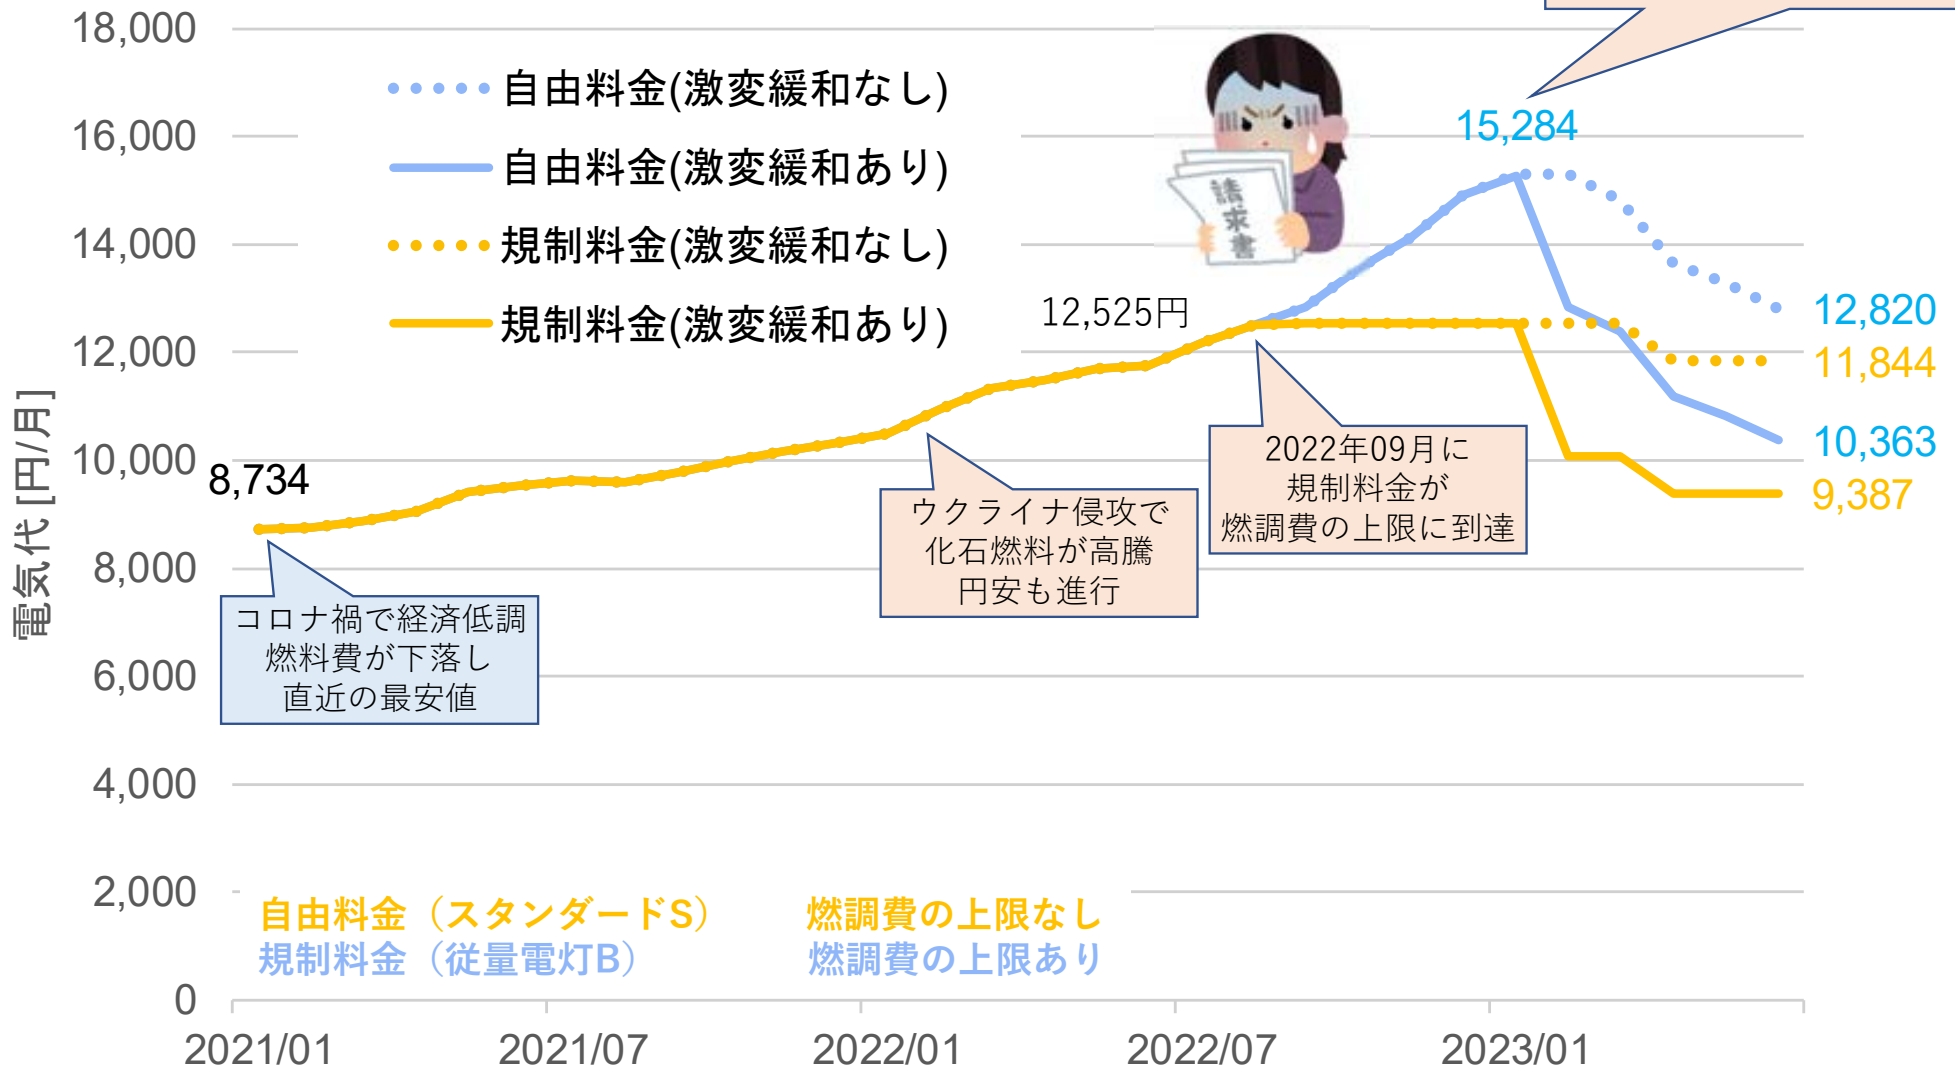 18,000
16,000
14,000
12,000
10,000
8,000
6,000
4,000
2,000
0
電気代 [円/月]
自由料金(激変緩和なし)
自由料金(激変緩和あり)
規制料金(激変緩和なし)
規制料金(激変緩和あり)
請求書
15,284
12,525円
12,820
11,844
10,363
9,387
8,734
2022年09月に
規制料金が
燃調費の上限に到達
ウクライナ侵攻で
化石燃料が高騰
円安も進行
コロナ禍で経済低調
燃料費が下落し
直近の最安値
自由料金（スタンダードS） 燃調費の上限なし
規制料金（従量電灯B） 燃調費の上限あり
2021/01 2021/07 2022/01 2022/07 2023/01